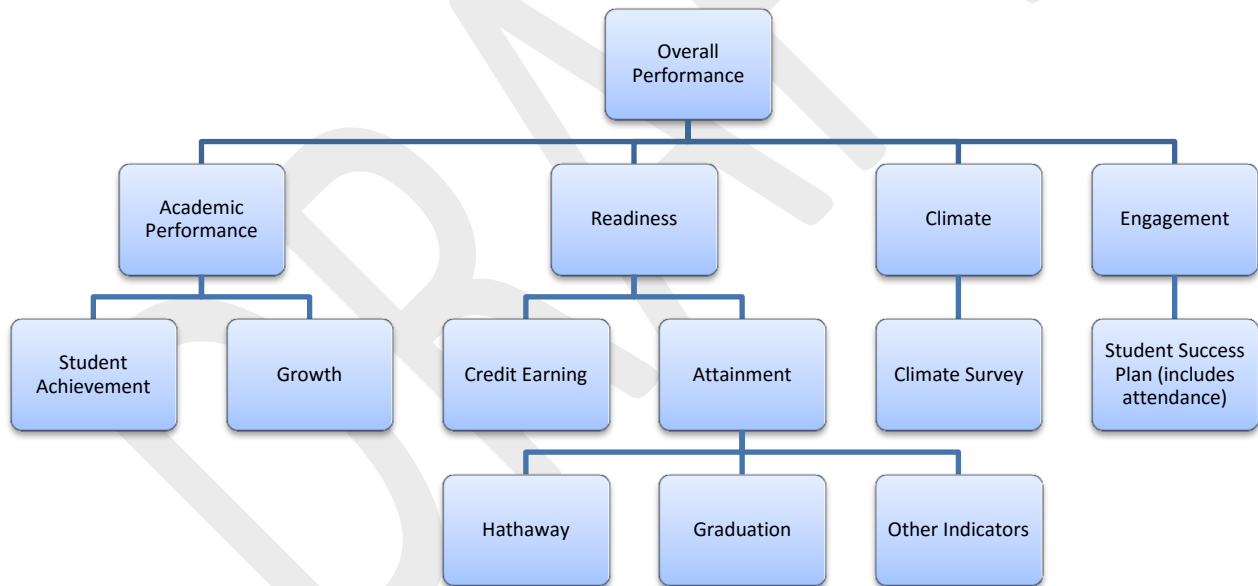 Overall
Performance
Academic
Performance
Readiness
Climate
Engagement
Student
Achievement
Growth
Credit Earning
Attainment
Climate Survey
Student Success
Plan (includes
attendance)
Hathaway
Graduation
Other Indicators
DRAFT